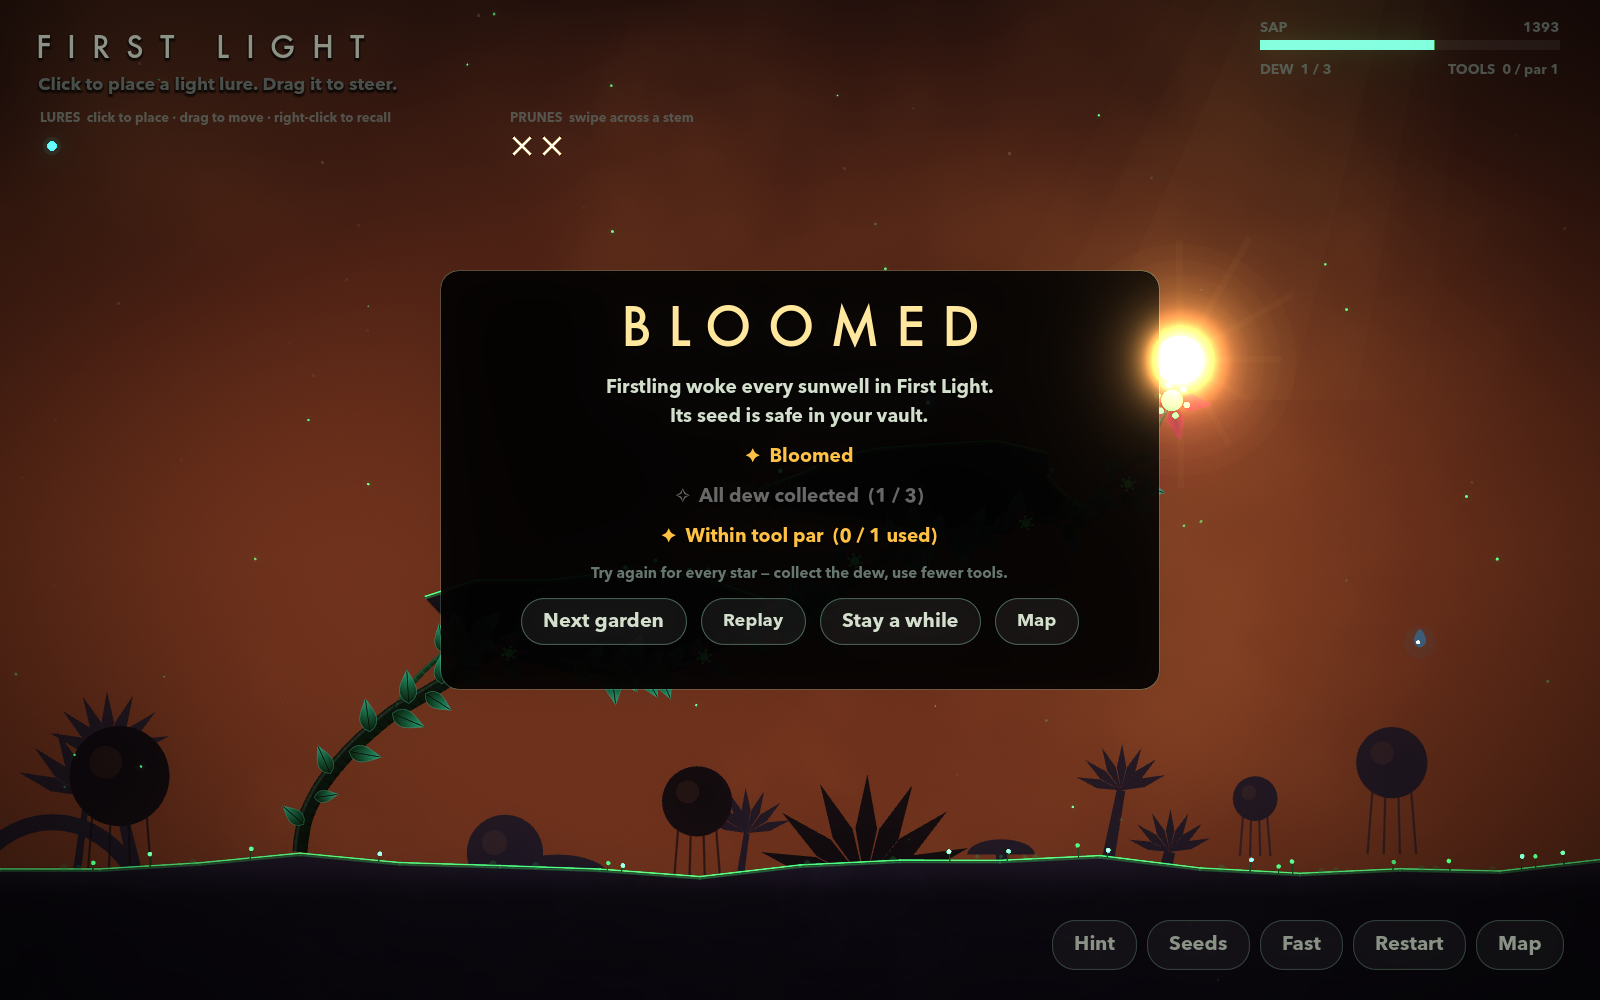 FIRST LIGHT
Click to place a light lure. Drag it to steer.
LURES click to place · drag to move · right-click to recall
PRUNES swipe across a stem
SAP 1393
DEW 1 / 3 TOOLS 0 / par 1
BLOOMED
Firstling woke every sunwell in First Light.
Its seed is safe in your vault.
✦ Bloomed
✧ All dew collected (1 / 3)
✦ Within tool par (0 / 1 used)
Try again for every star — collect the dew, use fewer tools.
Next garden Replay Stay a while Map
Hint Seeds Fast Restart Map